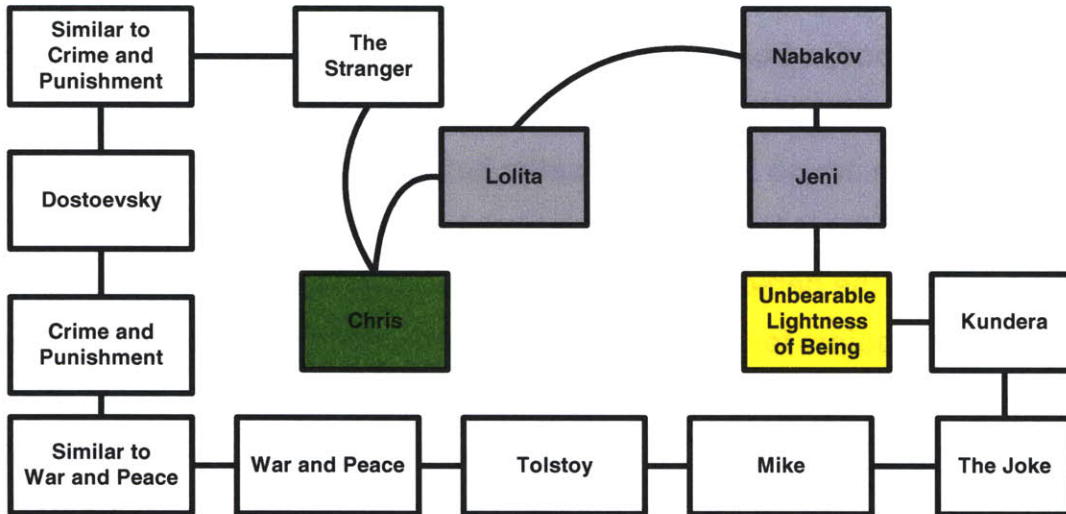 Similar to
Crime and
Punishment
The
Stranger
Nabakov
Lolita
Jeni
Dostoevsky
Chris
Unbearable
Lightness
of Being
Kundera
Crime and
Punishment
Similar to
War and Peace
War and Peace
Tolstoy
Mike
The Joke